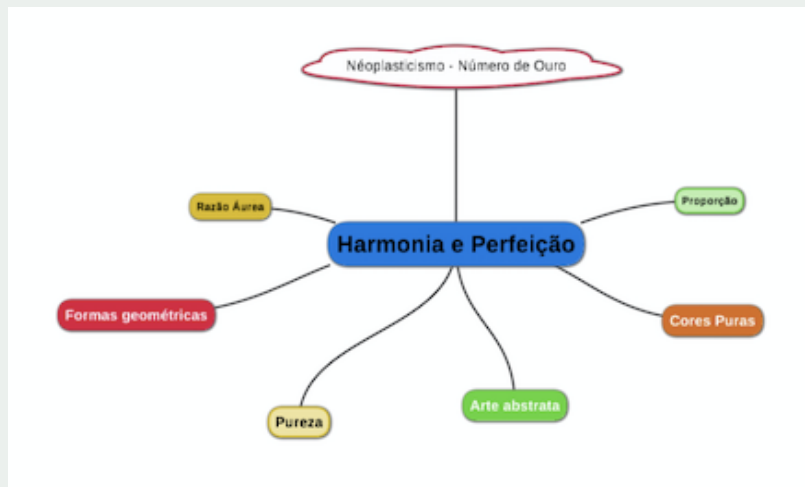 Néoplasticismo - Número de Ouro
Razão Áurea
Proporção
Harmonia e Perfeição
Formas geométricas
Cores Puras
Pureza
Arte abstrata